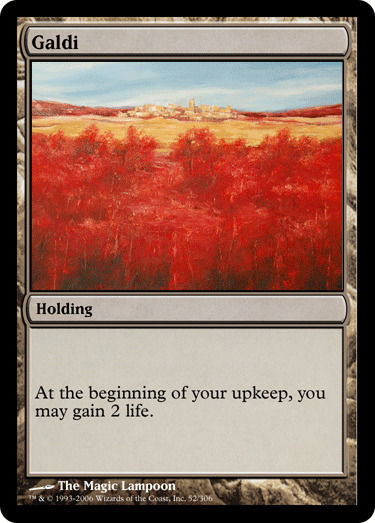 Galdi
Holding
At the beginning of your upkeep, you
may gain 2 life.
The Magic Lampoon
™ & © 1993-2006 Wizards of the Coast, Inc. 52/306